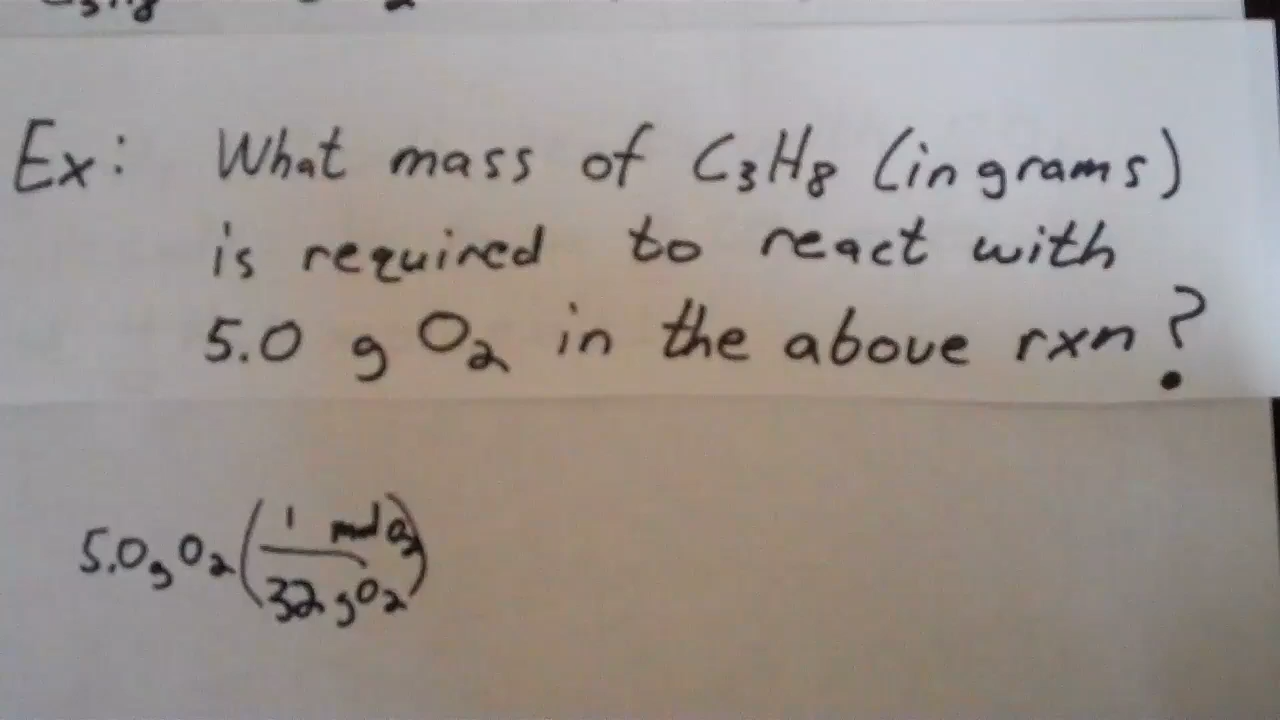 Ex: What mass of C₃H₈ (in grams)
is required to react with
5.0 g O₂ in the above rxn?
5.0g O₂ (1 mol O₂ / 32 g O₂)